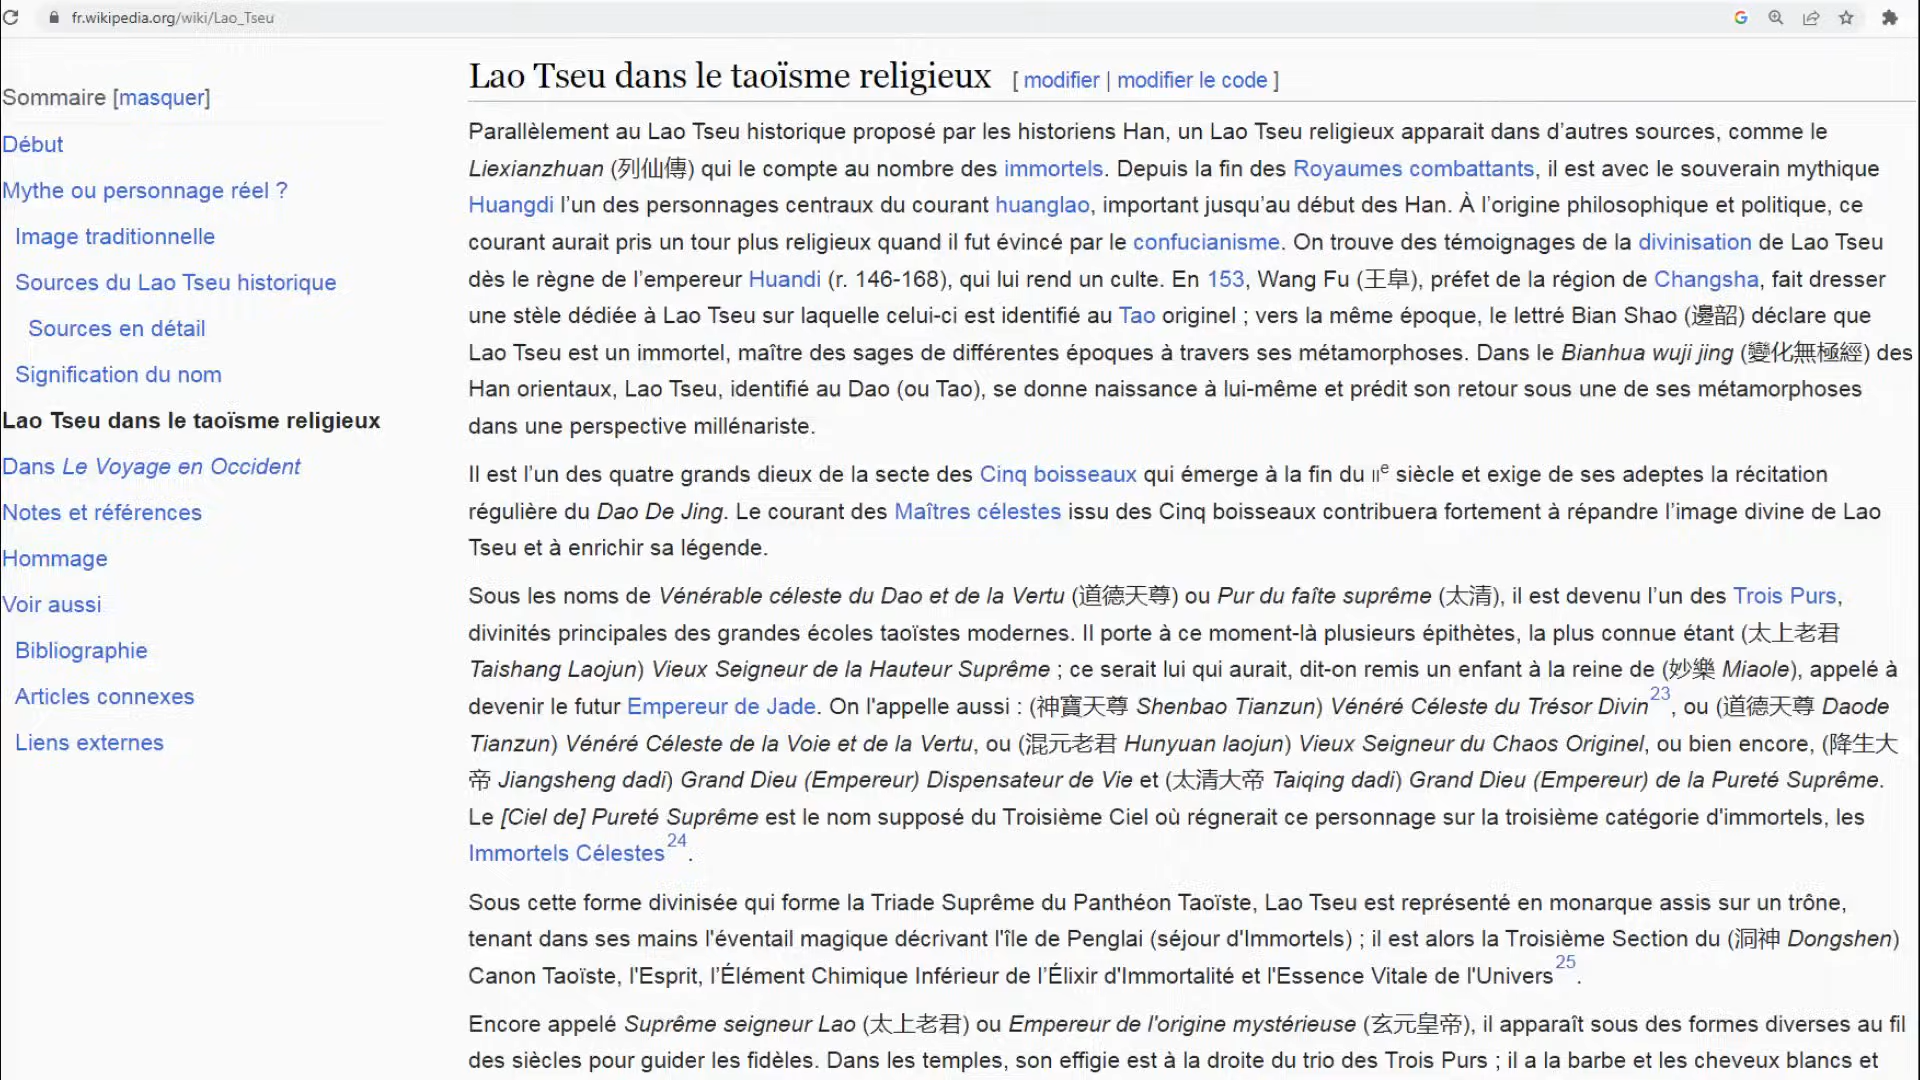 fr.wikipedia.org/wiki/Lao_Tseu
Sommaire [masquer]
Début
Mythe ou personnage réel ?
Image traditionnelle
Sources du Lao Tseu historique
Sources en détail
Signification du nom
Lao Tseu dans le taoïsme religieux
Dans Le Voyage en Occident
Notes et références
Hommage
Voir aussi
Bibliographie
Articles connexes
Liens externes
Lao Tseu dans le taoïsme religieux [ modifier | modifier le code ]
Parallèlement au Lao Tseu historique proposé par les historiens Han, un Lao Tseu religieux apparait dans d’autres sources, comme le
Liexianzhuan (列仙傳) qui le compte au nombre des immortels. Depuis la fin des Royaumes combattants, il est avec le souverain mythique
Huangdi l’un des personnages centraux du courant huanglao, important jusqu’au début des Han. À l’origine philosophique et politique, ce
courant aurait pris un tour plus religieux quand il fut évincé par le confucianisme. On trouve des témoignages de la divinisation de Lao Tseu
dès le règne de l’empereur Huandi (r. 146-168), qui lui rend un culte. En 153, Wang Fu (王阜), préfet de la région de Changsha, fait dresser
une stèle dédiée à Lao Tseu sur laquelle celui-ci est identifié au Tao originel ; vers la même époque, le lettré Bian Shao (邊韶) déclare que
Lao Tseu est un immortel, maître des sages de différentes époques à travers ses métamorphoses. Dans le Bianhua wuji jing (變化無極經) des
Han orientaux, Lao Tseu, identifié au Dao (ou Tao), se donne naissance à lui-même et prédit son retour sous une de ses métamorphoses
dans une perspective millénariste.
Il est l’un des quatre grands dieux de la secte des Cinq boisseaux qui émerge à la fin du IIe siècle et exige de ses adeptes la récitation
régulière du Dao De Jing. Le courant des Maîtres célestes issu des Cinq boisseaux contribuera fortement à répandre l’image divine de Lao
Tseu et à enrichir sa légende.
Sous les noms de Vénérable céleste du Dao et de la Vertu (道德天尊) ou Pur du faîte suprême (太清), il est devenu l’un des Trois Purs,
divinités principales des grandes écoles taoïstes modernes. Il porte à ce moment-là plusieurs épithètes, la plus connue étant (太上老君
Taishang Laojun) Vieux Seigneur de la Hauteur Suprême ; ce serait lui qui aurait, dit-on remis un enfant à la reine de (妙樂 Miaole), appelé à
devenir le futur Empereur de Jade. On l'appelle aussi : (神寶天尊 Shenbao Tianzun) Vénéré Céleste du Trésor Divin23, ou (道德天尊 Daode
Tianzun) Vénéré Céleste de la Voie et de la Vertu, ou (混元老君 Hunyuan laojun) Vieux Seigneur du Chaos Originel, ou bien encore, (降生大
帝 Jiangsheng dadi) Grand Dieu (Empereur) Dispensateur de Vie et (太清大帝 Taiqing dadi) Grand Dieu (Empereur) de la Pureté Suprême.
Le [Ciel de] Pureté Suprême est le nom supposé du Troisième Ciel où régnerait ce personnage sur la troisième catégorie d'immortels, les
Immortels Célestes24.
Sous cette forme divinisée qui forme la Triade Suprême du Panthéon Taoïste, Lao Tseu est représenté en monarque assis sur un trône,
tenant dans ses mains l'éventail magique décrivant l'île de Penglai (séjour d'Immortels) ; il est alors la Troisième Section du (洞神 Dongshen)
Canon Taoïste, l'Esprit, l’Élément Chimique Inférieur de l’Élixir d'Immortalité et l'Essence Vitale de l'Univers25.
Encore appelé Suprême seigneur Lao (太上老君) ou Empereur de l'origine mystérieuse (玄元皇帝), il apparaît sous des formes diverses au fil
des siècles pour guider les fidèles. Dans les temples, son effigie est à la droite du trio des Trois Purs ; il a la barbe et les cheveux blancs et